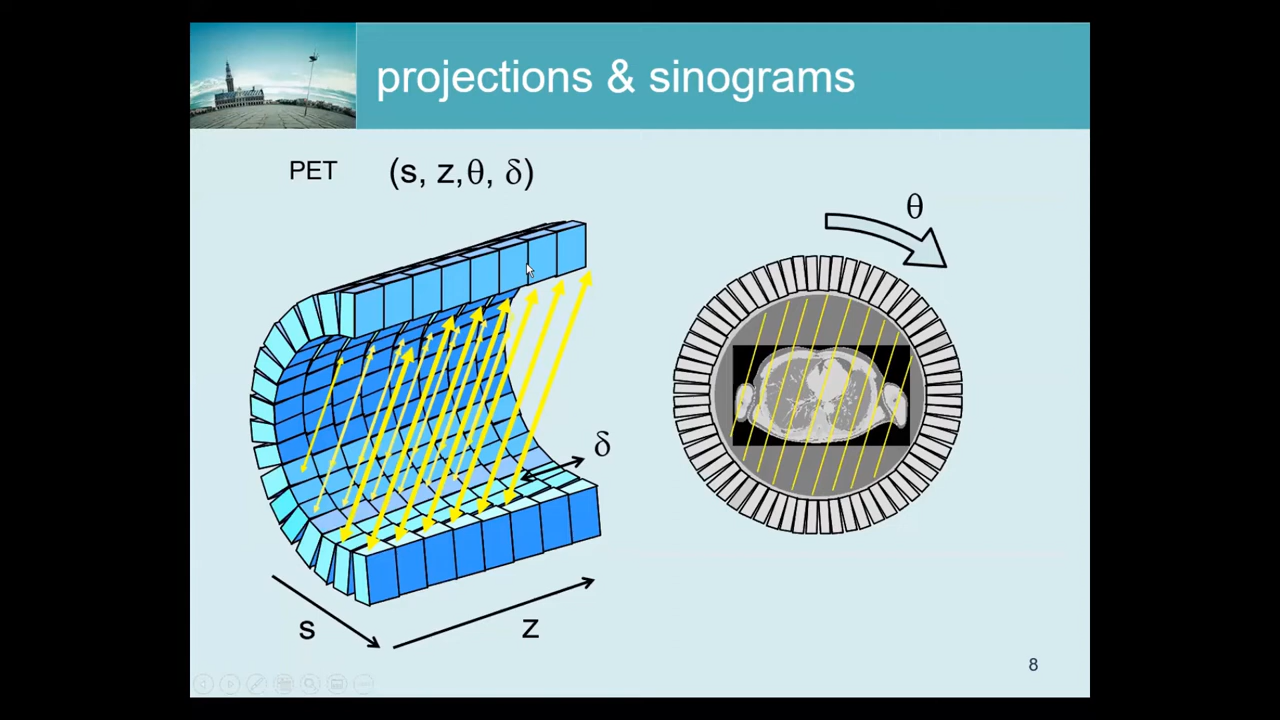 projections & sinograms
PET (s, z,θ, δ)
θ
δ
s
z
8